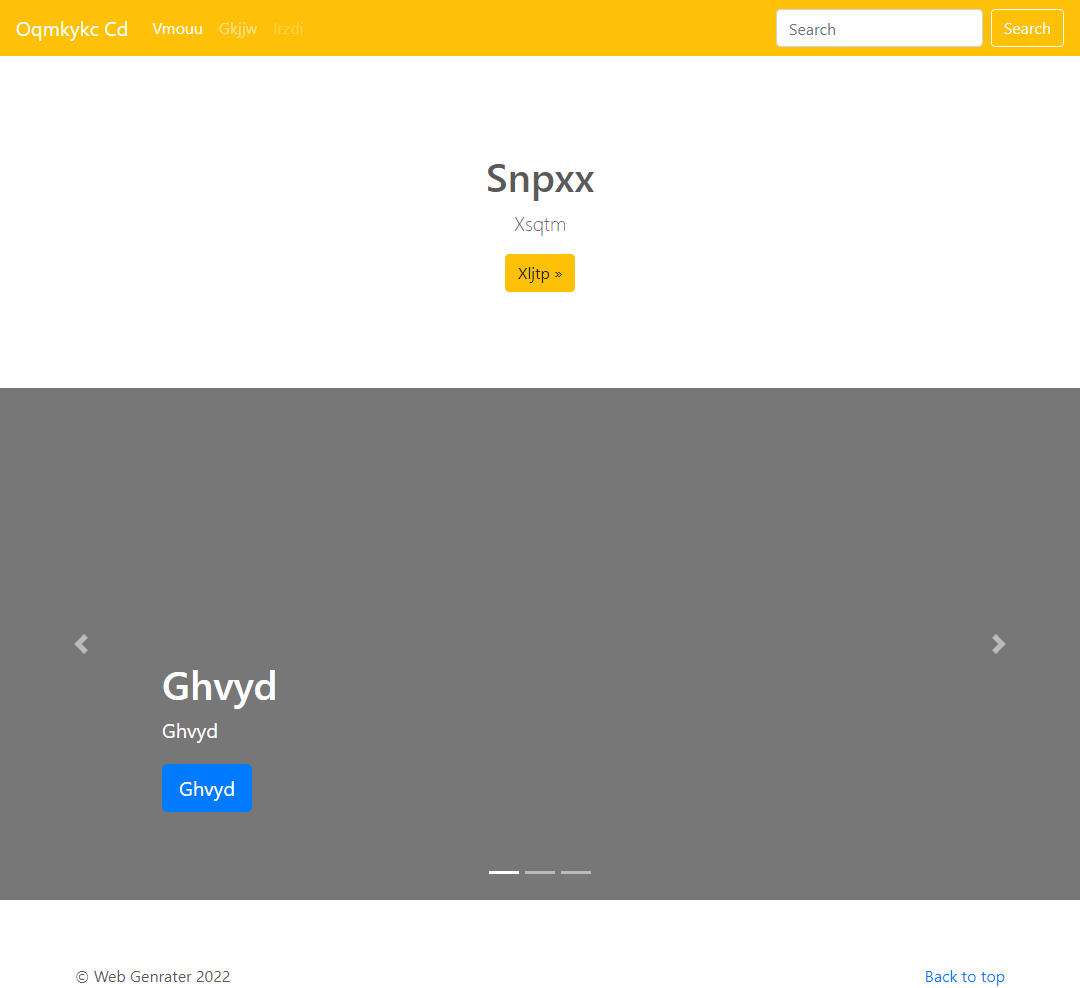 Oqmkykc Cd Vmouu Gkjjw Irzdi Search Search
Snpxx
Xsqtm
Xljtp »
Ghvyd
Ghvyd
Ghvyd
© Web Genrater 2022 Back to top